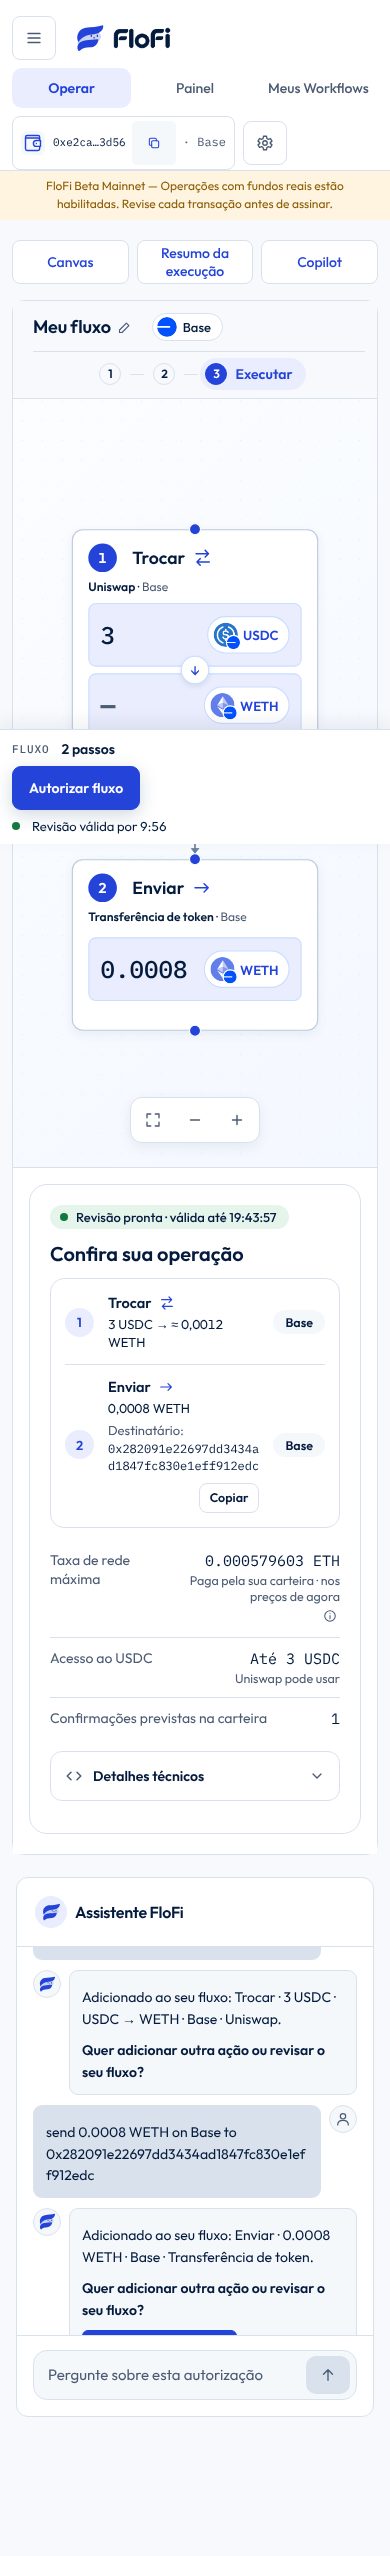 FloFi
Operar
Painel
Meus Workflows
0xe2ca…3d56
· Base
FloFi Beta Mainnet — Operações com fundos reais estão
habilitadas. Revise cada transação antes de assinar.
Canvas
Resumo da
execução
Copilot
Meu fluxo
Base
1
2
3
Executar
1
Trocar
Uniswap · Base
3
USDC
—
WETH
FLUXO
2 passos
Autorizar fluxo
Revisão válida por 9:56
2
Enviar
Transferência de token · Base
0.0008
WETH
Revisão pronta · válida até 19:43:57
Confira sua operação
1
Trocar
3 USDC → ≈ 0,0012
WETH
Base
2
Enviar
0,0008 WETH
Destinatário:
0x282091e22697dd3434a
d1847fc830e1eff912edc
Base
Copiar
Taxa de rede
máxima
0.000579603 ETH
Paga pela sua carteira · nos
preços de agora
Acesso ao USDC
Até 3 USDC
Uniswap pode usar
Confirmações previstas na carteira
1
Detalhes técnicos
Assistente FloFi
Adicionado ao seu fluxo: Trocar · 3 USDC ·
USDC → WETH · Base · Uniswap.
Quer adicionar outra ação ou revisar o
seu fluxo?
send 0.0008 WETH on Base to
0x282091e22697dd3434ad1847fc830e1ef
f912edc
Adicionado ao seu fluxo: Enviar · 0.0008
WETH · Base · Transferência de token.
Quer adicionar outra ação ou revisar o
seu fluxo?
Pergunte sobre esta autorização